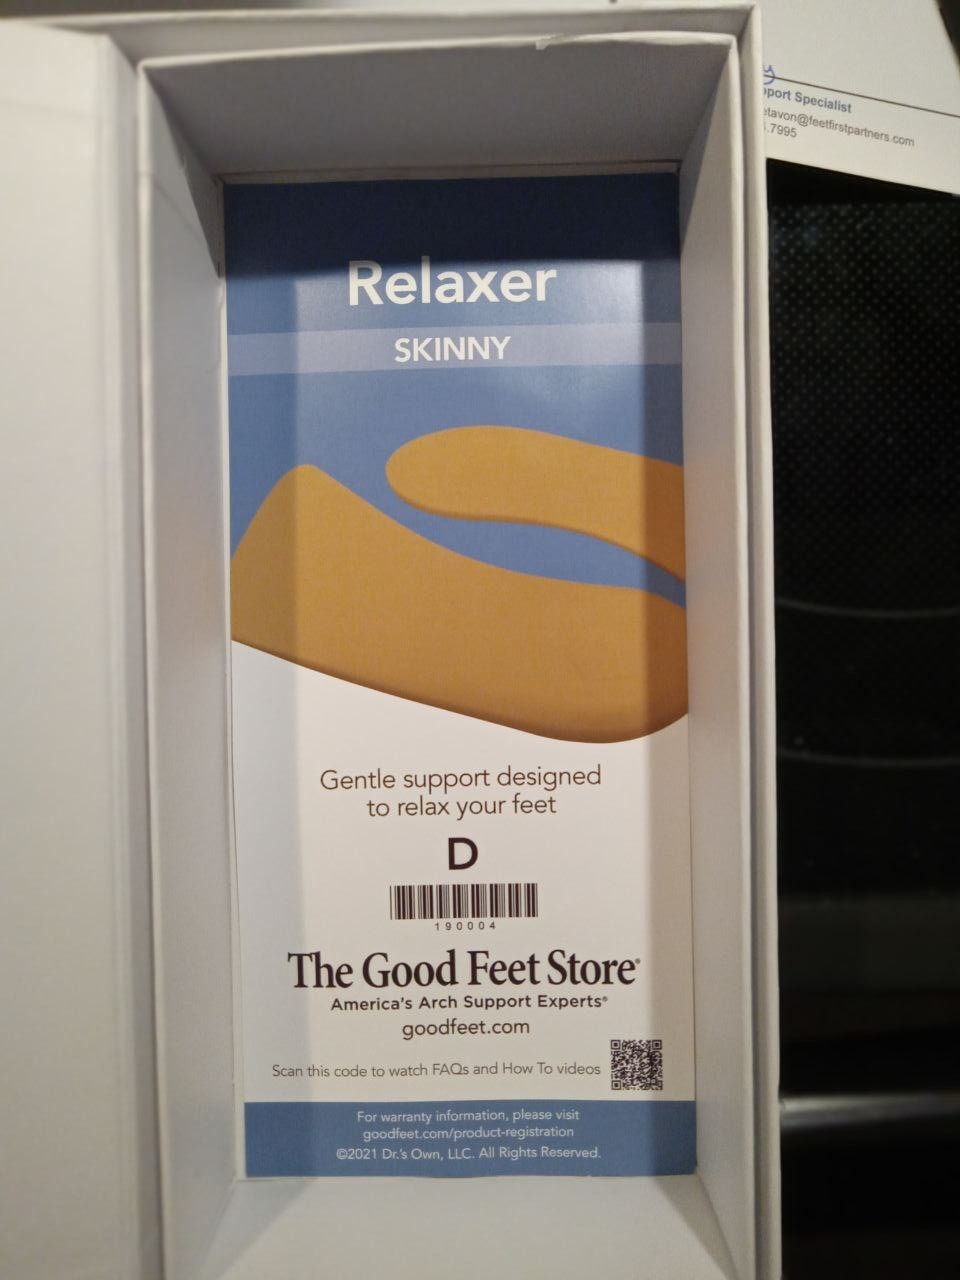 port Specialist
etavon@feetfirstpartners.com
.7995
Relaxer
SKINNY
Gentle support designed
to relax your feet
D
190004
The Good Feet Store®
America's Arch Support Experts®
goodfeet.com
Scan this code to watch FAQs and How To videos
For warranty information, please visit
goodfeet.com/product-registration
©2021 Dr.'s Own, LLC. All Rights Reserved.